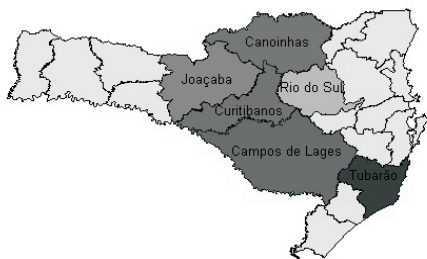 Canoinhas
Joaçaba
Rio do Sul
Curitibanos
Campos de Lages
Tubarão